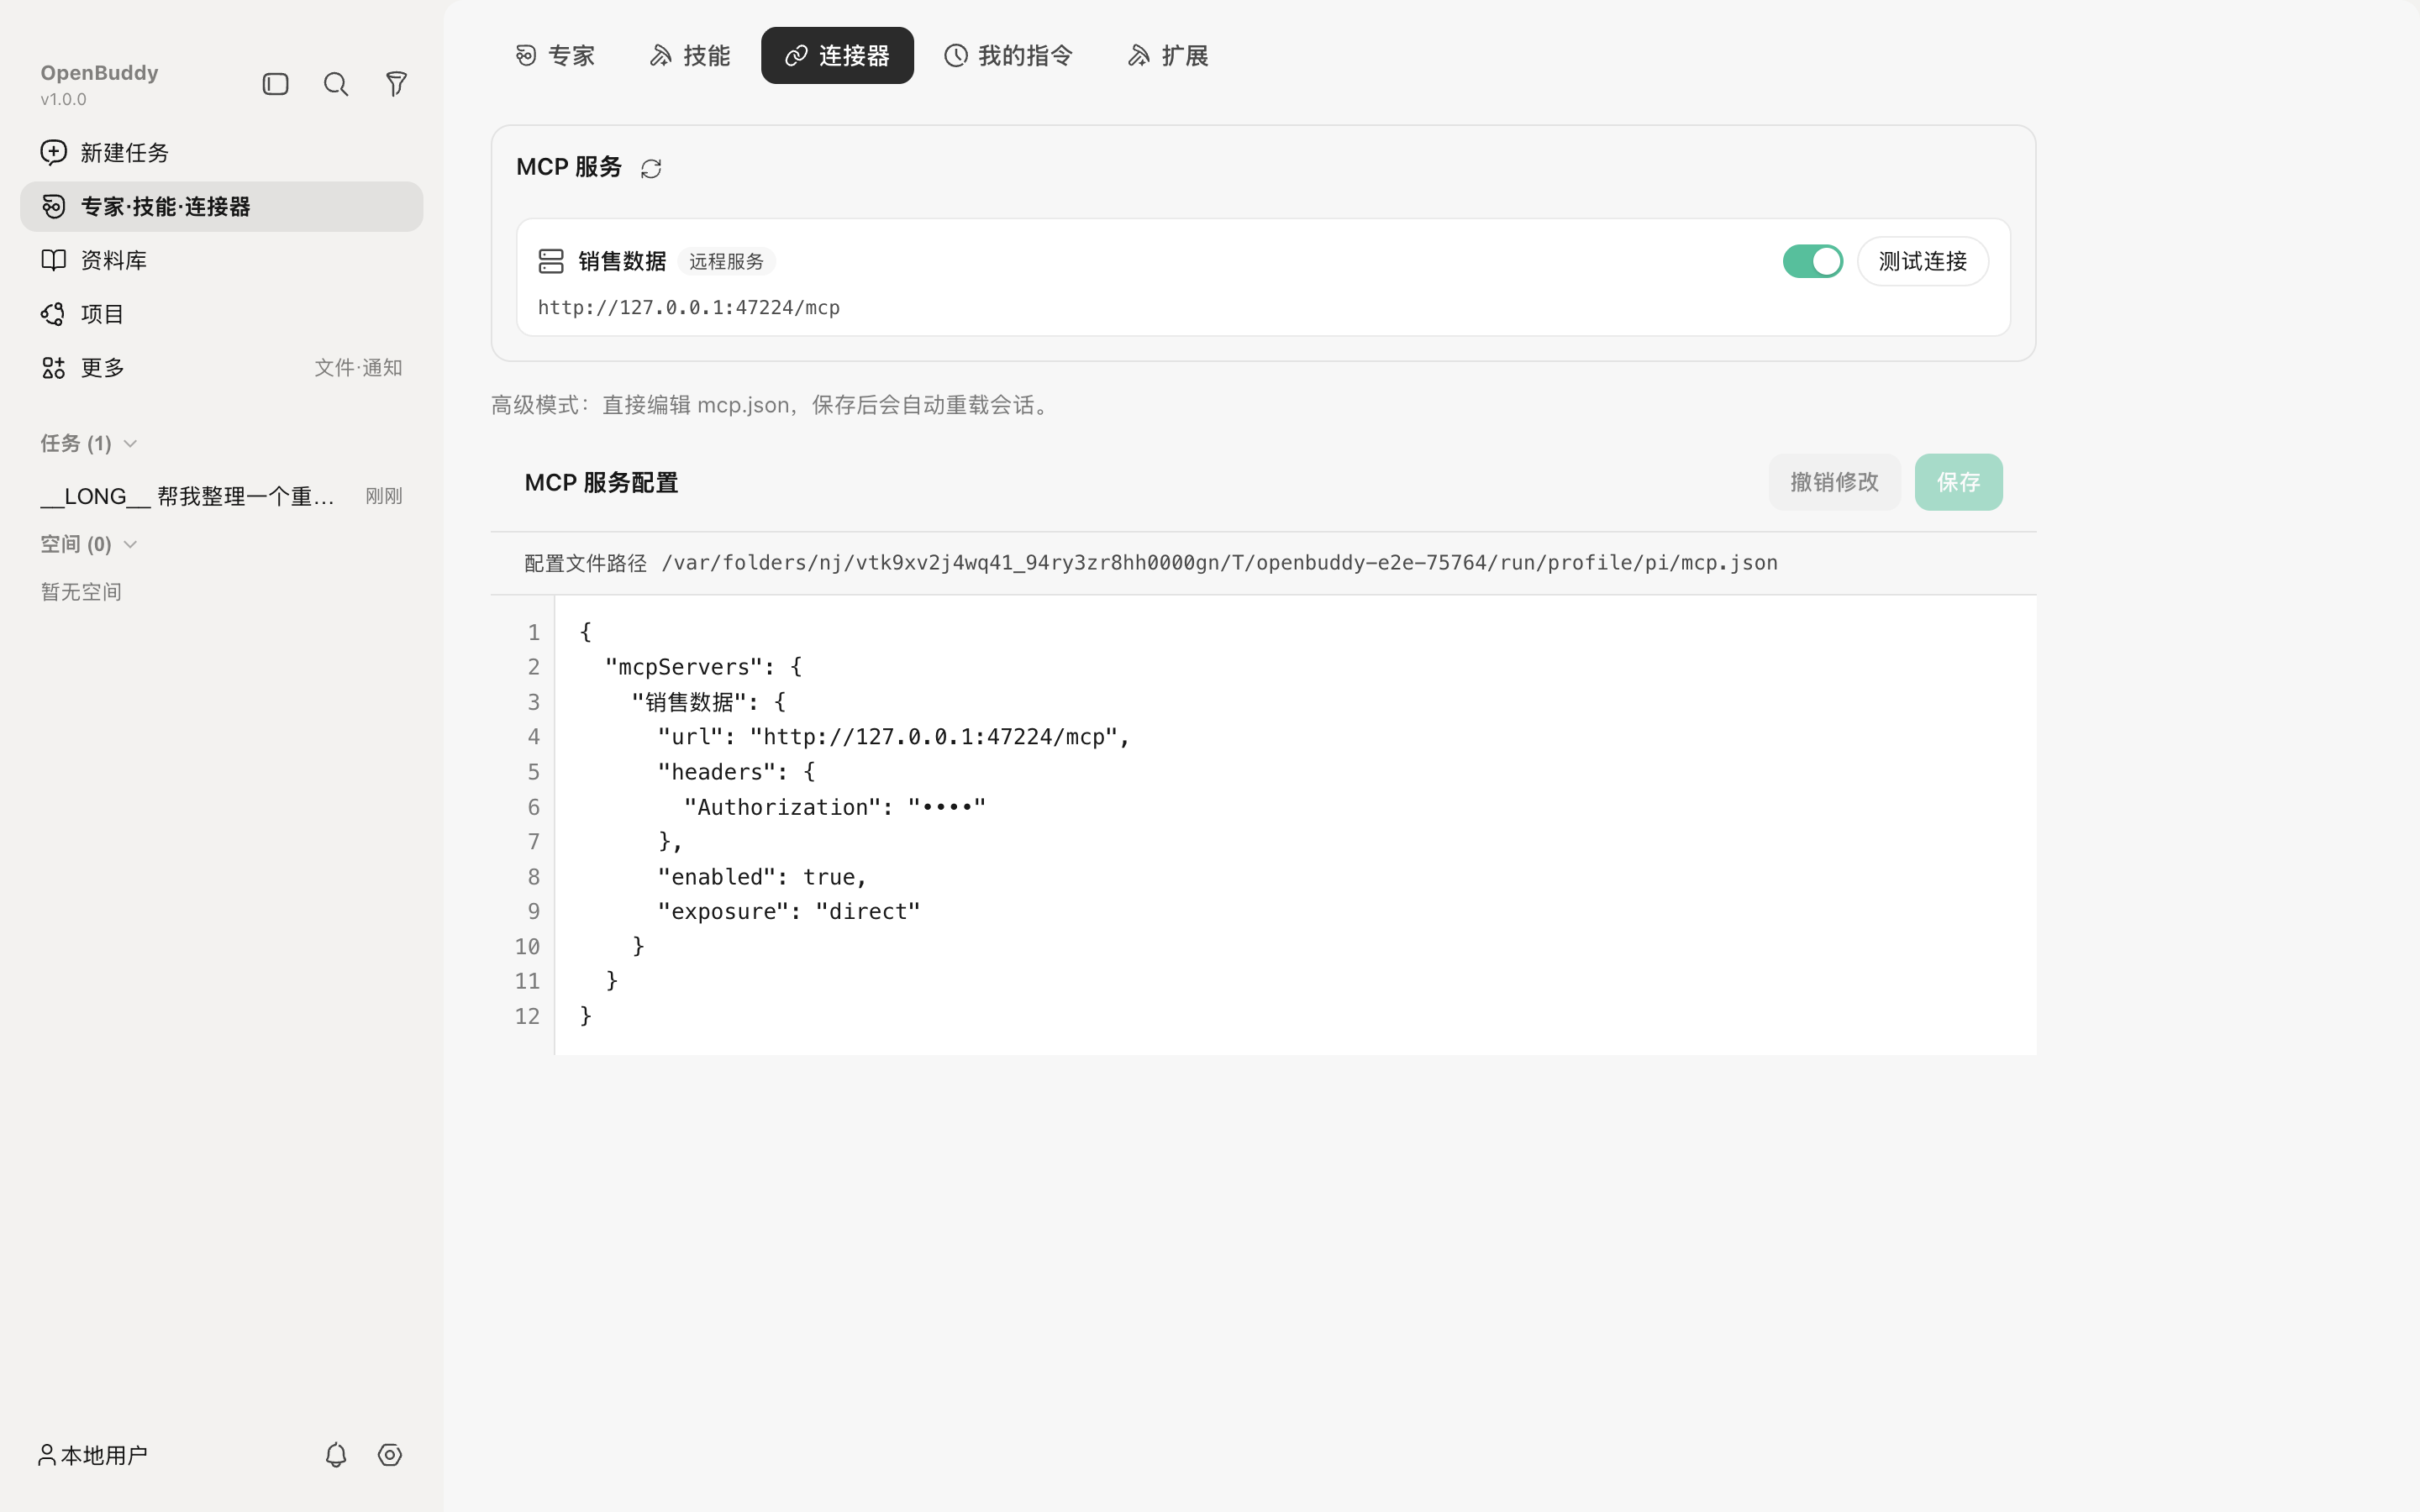 OpenBuddy
v1.0.0
新建任务
专家·技能·连接器
资料库
项目
更多 文件·通知
任务 (1)
__LONG__ 帮我整理一个重… 刚刚
空间 (0)
暂无空间
本地用户
专家 技能 连接器 我的指令 扩展
MCP 服务
销售数据 远程服务 测试连接
http://127.0.0.1:47224/mcp
高级模式：直接编辑 mcp.json，保存后会自动重载会话。
MCP 服务配置 撤销修改 保存
配置文件路径 /var/folders/nj/vtk9xv2j4wq41_94ry3zr8hh0000gn/T/openbuddy-e2e-75764/run/profile/pi/mcp.json
1 {
2 "mcpServers": {
3 "销售数据": {
4 "url": "http://127.0.0.1:47224/mcp",
5 "headers": {
6 "Authorization": "••••"
7 },
8 "enabled": true,
9 "exposure": "direct"
10 }
11 }
12 }